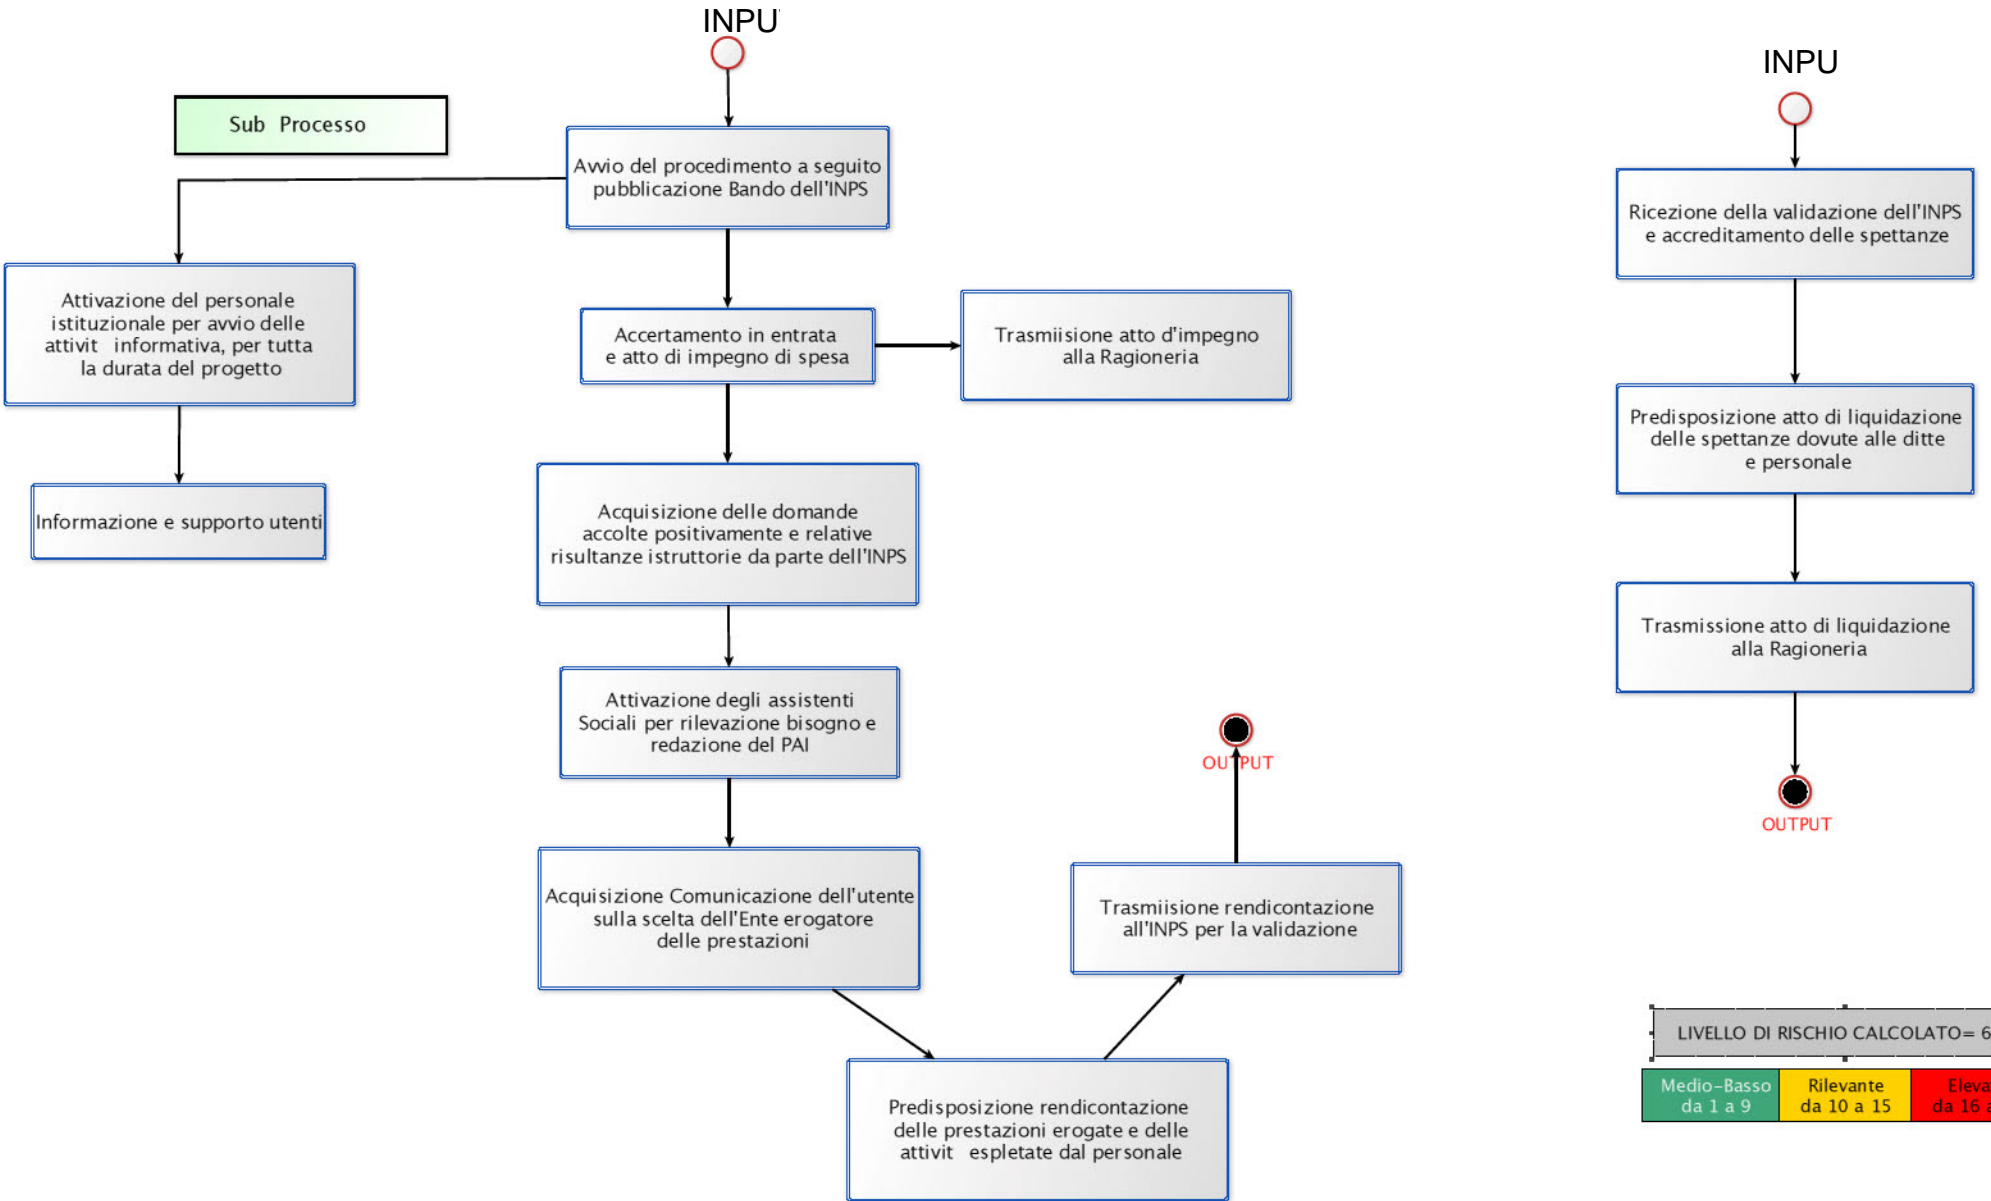 INPU
Sub Processo
Avvio del procedimento a seguito
pubblicazione Bando dell'INPS
Attivazione del personale
istituzionale per avvio delle
attivit informativa, per tutta
la durata del progetto
Informazione e supporto utenti
Accertamento in entrata
e atto di impegno di spesa
Trasmiisione atto d'impegno
alla Ragioneria
Acquisizione delle domande
accolte positivamente e relative
risultanze istruttorie da parte dell'INPS
Attivazione degli assistenti
Sociali per rilevazione bisogno e
redazione del PAI
Acquisizione Comunicazione dell'utente
sulla scelta dell'Ente erogatore
delle prestazioni
Predisposizione rendicontazione
delle prestazioni erogate e delle
attivit espletate dal personale
Trasmiisione rendicontazione
all'INPS per la validazione
OUTPUT
INPU
Ricezione della validazione dell'INPS
e accreditamento delle spettanze
Predisposizione atto di liquidazione
delle spettanze dovute alle ditte
e personale
Trasmissione atto di liquidazione
alla Ragioneria
OUTPUT
LIVELLO DI RISCHIO CALCOLATO= 6
Medio-Basso
da 1 a 9
Rilevante
da 10 a 15
Eleva
da 16 a